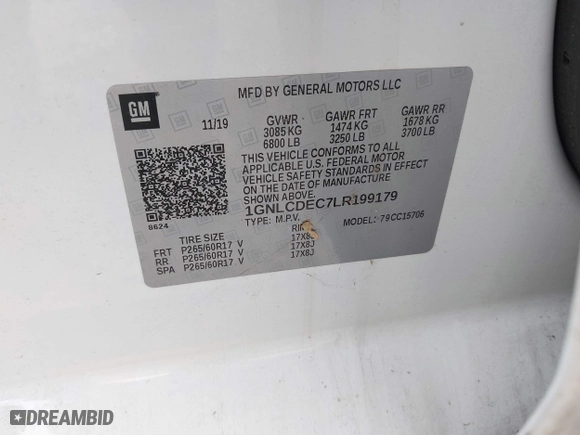 MFD BY GENERAL MOTORS LLC
GM
11/19 GVWR GAWR FRT GAWR RR
3085 KG 1474 KG 1678 KG
6800 LB 3250 LB 3700 LB
THIS VEHICLE CONFORMS TO ALL
APPLICABLE U.S. FEDERAL MOTOR
VEHICLE SAFETY STANDARDS IN EFFECT
ON THE DATE OF MANUFACTURE
1GNLCDEC7LR199179
TYPE: M.P.V. MODEL: 79CC15706
8624
TIRE SIZE
FRT P265/60R17 V 17X8J
RR P265/60R17 V 17X8J
SPA P265/60R17 V 17X8J
DREAMBID